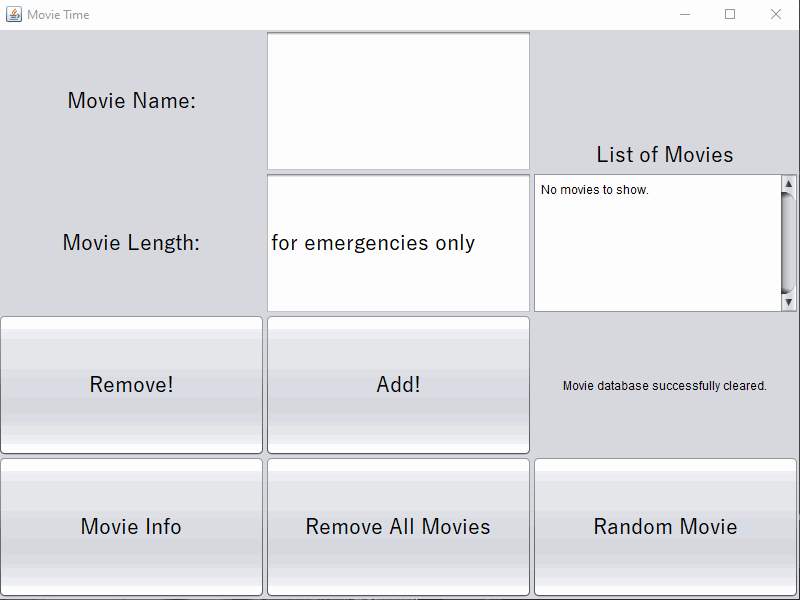 Movie Time
Movie Name:
List of Movies
No movies to show.
Movie Length:
for emergencies only
Remove!
Add!
Movie database successfully cleared.
Movie Info
Remove All Movies
Random Movie